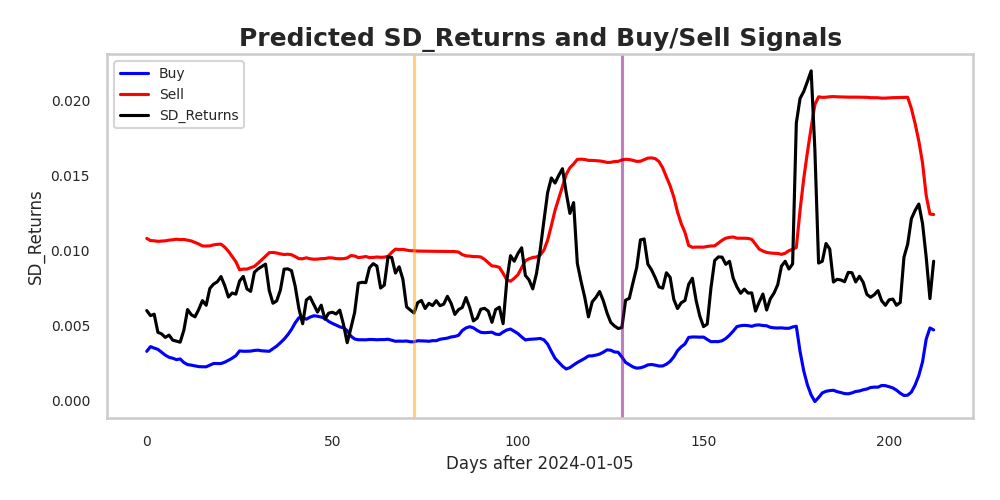 Predicted SD_Returns and Buy/Sell Signals
Buy
Sell
SD_Returns
0.020
0.015
0.010
0.005
0.000
SD_Returns
0 50 100 150 200
Days after 2024-01-05